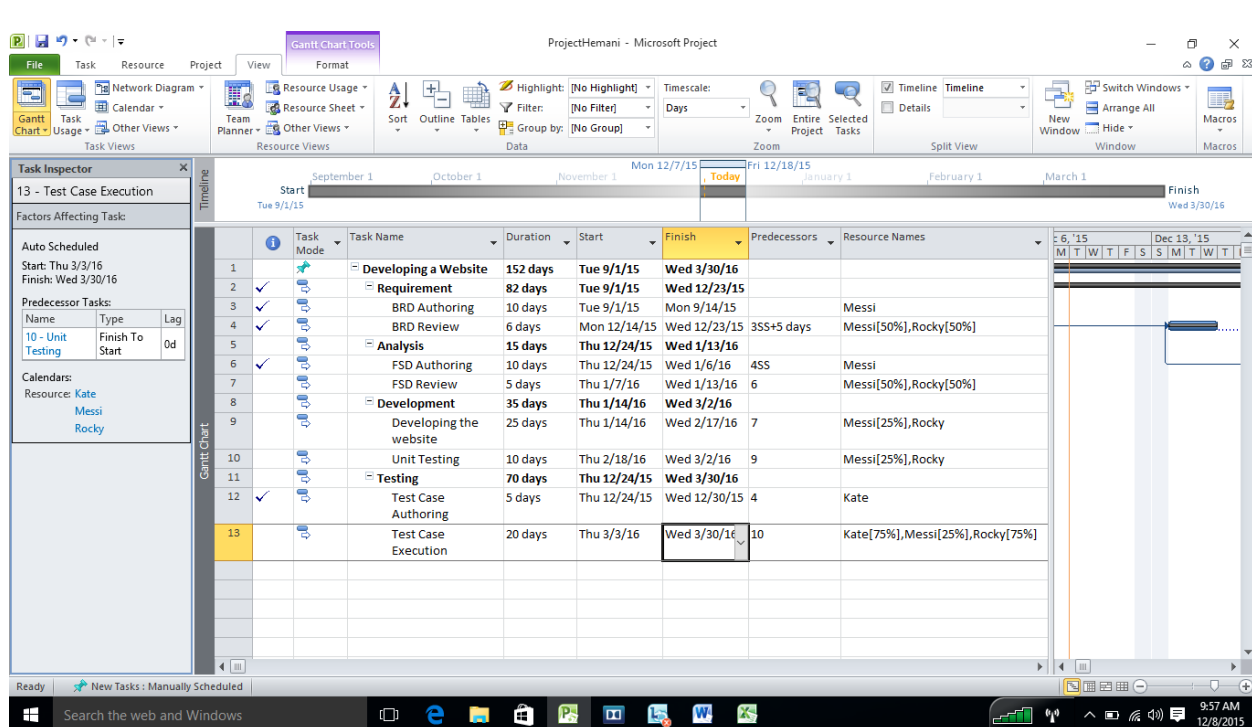 Gantt Chart Tools
ProjectHemani - Microsoft Project
File Task Resource Project View Format
Gantt Chart
Task Usage
Network Diagram
Calendar
Other Views
Task Views
Team Planner
Resource Usage
Resource Sheet
Other Views
Resource Views
Sort
Outline
Tables
Highlight: [No Highlight]
Filter: [No Filter]
Group by: [No Group]
Data
Timescale:
Days
Zoom
Entire Project
Selected Tasks
Zoom
Timeline Timeline
Details
Split View
New Window
Switch Windows
Arrange All
Hide
Window
Macros
Macros
Task Inspector
13 - Test Case Execution
Factors Affecting Task:
Auto Scheduled
Start: Thu 3/3/16
Finish: Wed 3/30/16
Predecessor Tasks:
Name Type Lag
10 - Unit Testing Finish To Start 0d
Calendars:
Resource: Kate
Messi
Rocky
Timeline
Mon 12/7/15 Fri 12/18/15
September 1 October 1 November 1 Today January 1 February 1 March 1
Start
Tue 9/1/15
Finish
Wed 3/30/16
Gantt Chart
Task Mode Task Name Duration Start Finish Predecessors Resource Names
1 Developing a Website 152 days Tue 9/1/15 Wed 3/30/16
2 Requirement 82 days Tue 9/1/15 Wed 12/23/15
3 BRD Authoring 10 days Tue 9/1/15 Mon 9/14/15 Messi
4 BRD Review 6 days Mon 12/14/15 Wed 12/23/15 3SS+5 days Messi[50%],Rocky[50%]
5 Analysis 15 days Thu 12/24/15 Wed 1/13/16
6 FSD Authoring 10 days Thu 12/24/15 Wed 1/6/16 4SS Messi
7 FSD Review 5 days Thu 1/7/16 Wed 1/13/16 6 Messi[50%],Rocky[50%]
8 Development 35 days Thu 1/14/16 Wed 3/2/16
9 Developing the website 25 days Thu 1/14/16 Wed 2/17/16 7 Messi[25%],Rocky
10 Unit Testing 10 days Thu 2/18/16 Wed 3/2/16 9 Messi[25%],Rocky
11 Testing 70 days Thu 12/24/15 Wed 3/30/16
12 Test Case Authoring 5 days Thu 12/24/15 Wed 12/30/15 4 Kate
13 Test Case Execution 20 days Thu 3/3/16 Wed 3/30/16 10 Kate[75%],Messi[25%],Rocky[75%]
6, '15 Dec 13, '15
M T W T F S S M T W T
Ready New Tasks : Manually Scheduled
Search the web and Windows
9:57 AM
12/8/2015